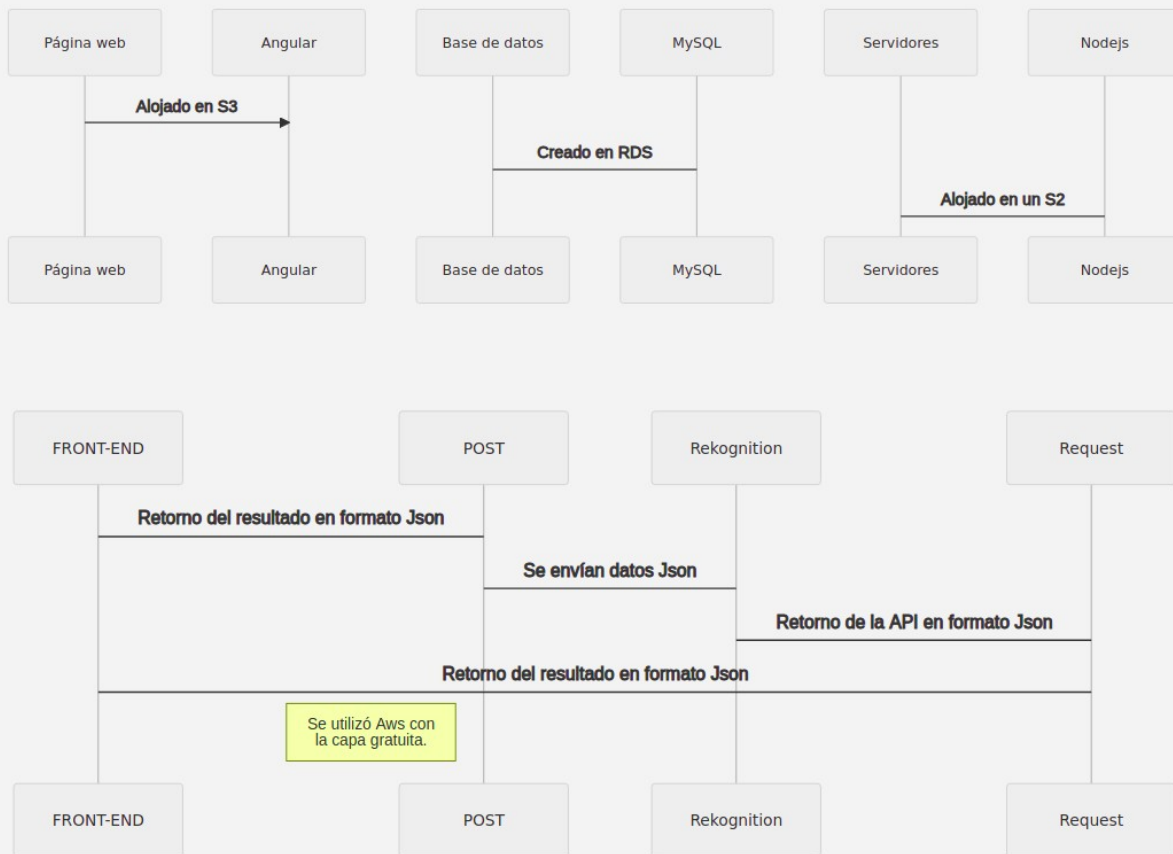 Página web
Angular
Base de datos
MySQL
Servidores
Nodejs
Alojado en S3
Creado en RDS
Alojado en un S2
Página web
Angular
Base de datos
MySQL
Servidores
Nodejs
FRONT-END
POST
Rekognition
Request
Retorno del resultado en formato Json
Se envían datos Json
Retorno de la API en formato Json
Retorno del resultado en formato Json
Se utilizó Aws con
la capa gratuita.
FRONT-END
POST
Rekognition
Request